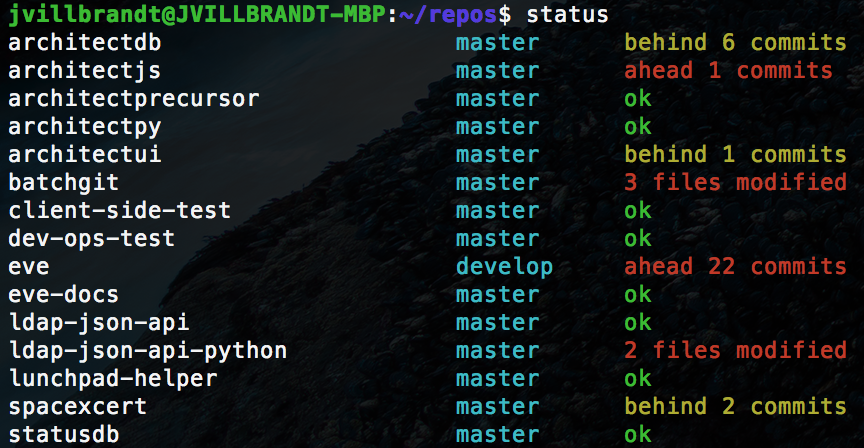 jvillbrandt@JVILLBRANDT-MBP:~/repos$ status
architectdb master behind 6 commits
architectjs master ahead 1 commits
architectprecursor master ok
architectpy master ok
architectui master behind 1 commits
batchgit master 3 files modified
client-side-test master ok
dev-ops-test master ok
eve develop ahead 22 commits
eve-docs master ok
ldap-json-api master ok
ldap-json-api-python master 2 files modified
lunchpad-helper master ok
spacexcert master behind 2 commits
statusdb master ok